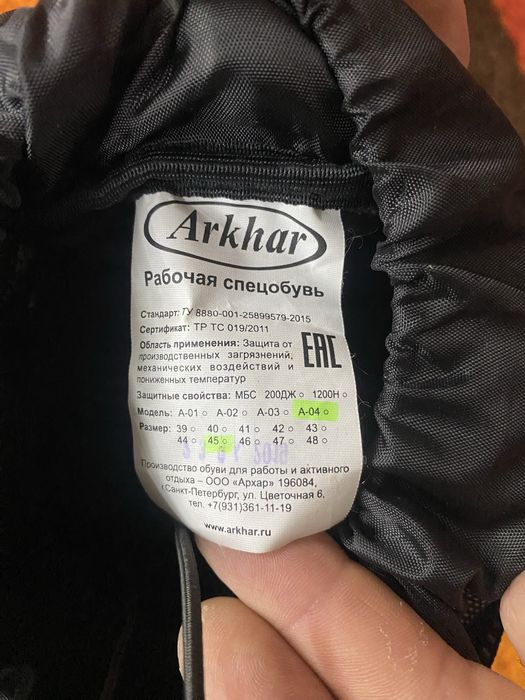 Arkhar
Рабочая спецобувь
Стандарт: ТУ 8880-001-25899579-2015
Сертификат: ТР ТС 019/2011
Область применения: Защита от
производственных загрязнений,
механических воздействий и
пониженных температур
EAC
Защитные свойства: МБС 200ДЖ○ 1200Н○
Модель: А-01○ А-02○ А-03○ А-04○
Размер: 39○ 40○ 41○ 42○ 43○
44○ 45○ 46○ 47○ 48○
Производство обуви для работы и активного
отдыха – ООО «Архар» 196084,
г.Санкт-Петербург, ул. Цветочная 6,
тел. +7(931)361-11-19
www.arkhar.ru